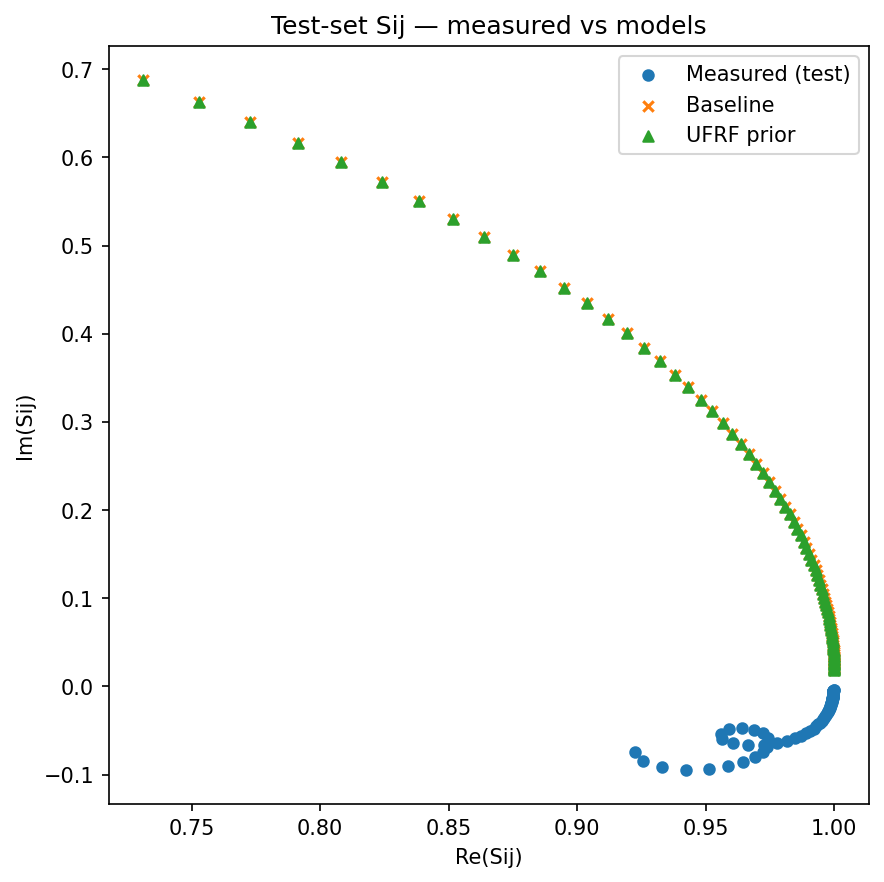 Test-set Sij — measured vs models
Measured (test)
Baseline
UFRF prior
Im(Sij)
0.7
0.6
0.5
0.4
0.3
0.2
0.1
0.0
−0.1
0.75
0.80
0.85
0.90
0.95
1.00
Re(Sij)